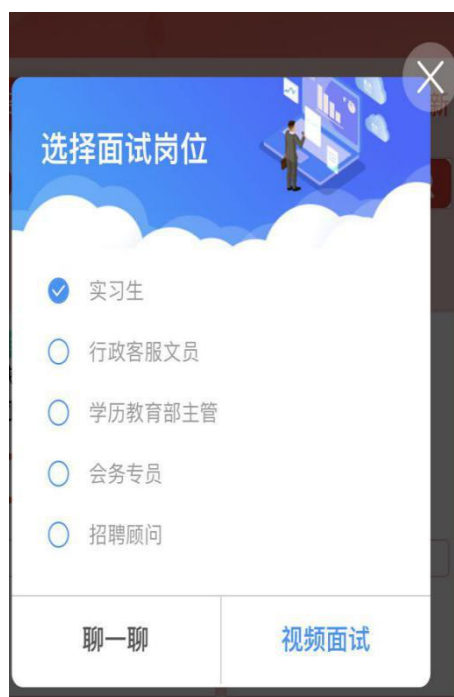 新
选择面试岗位
实习生
行政客服文员
学历教育部主管
会务专员
招聘顾问
聊一聊
视频面试